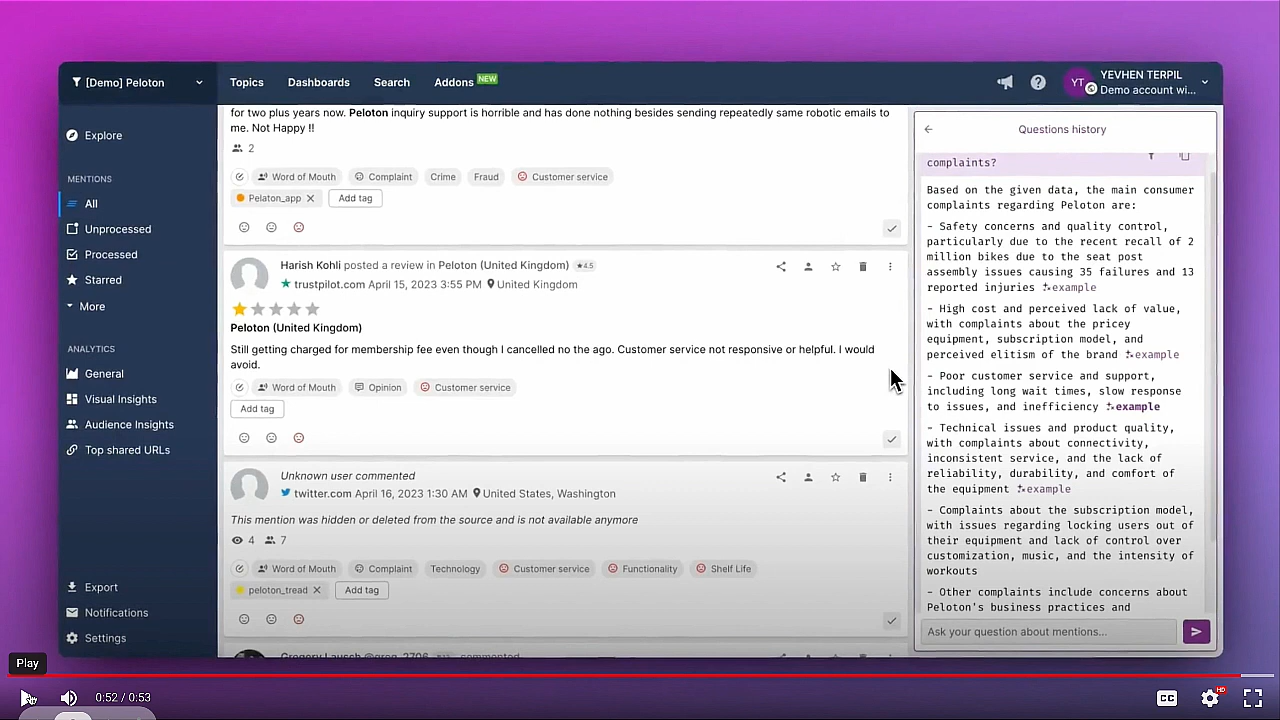 [Demo] Peloton
Topics
Dashboards
Search
Addons NEW
YT
YEVHEN TERPIL
Demo account wi...
Explore
MENTIONS
All
Unprocessed
Processed
Starred
More
ANALYTICS
General
Visual Insights
Audience Insights
Top shared URLs
Export
Notifications
Settings
for two plus years now. Peloton inquiry support is horrible and has done nothing besides sending repeatedly same robotic emails to
me. Not Happy !!
2
Word of Mouth
Complaint
Crime
Fraud
Customer service
Pelaton_app
Add tag
Harish Kohli posted a review in Peloton (United Kingdom) ★4.5
trustpilot.com April 15, 2023 3:55 PM United Kingdom
Peloton (United Kingdom)
Still getting charged for membership fee even though I cancelled no the ago. Customer service not responsive or helpful. I would
avoid.
Word of Mouth
Opinion
Customer service
Add tag
Unknown user commented
twitter.com April 16, 2023 1:30 AM United States, Washington
This mention was hidden or deleted from the source and is not available anymore
4 7
Word of Mouth
Complaint
Technology
Customer service
Functionality
Shelf Life
peloton_tread
Add tag
Gregory Lausch @greg_2706 commented
Questions history
complaints?
Based on the given data, the main consumer
complaints regarding Peloton are:
- Safety concerns and quality control,
particularly due to the recent recall of 2
million bikes due to the seat post
assembly issues causing 35 failures and 13
reported injuries example
- High cost and perceived lack of value,
with complaints about the pricey
equipment, subscription model, and
perceived elitism of the brand example
- Poor customer service and support,
including long wait times, slow response
to issues, and inefficiency example
- Technical issues and product quality,
with complaints about connectivity,
inconsistent service, and the lack of
reliability, durability, and comfort of
the equipment example
- Complaints about the subscription model,
with issues regarding locking users out of
their equipment and lack of control over
customization, music, and the intensity of
workouts
- Other complaints include concerns about
Peloton's business practices and
Ask your question about mentions...
Play
0:52 / 0:53
CC
HD